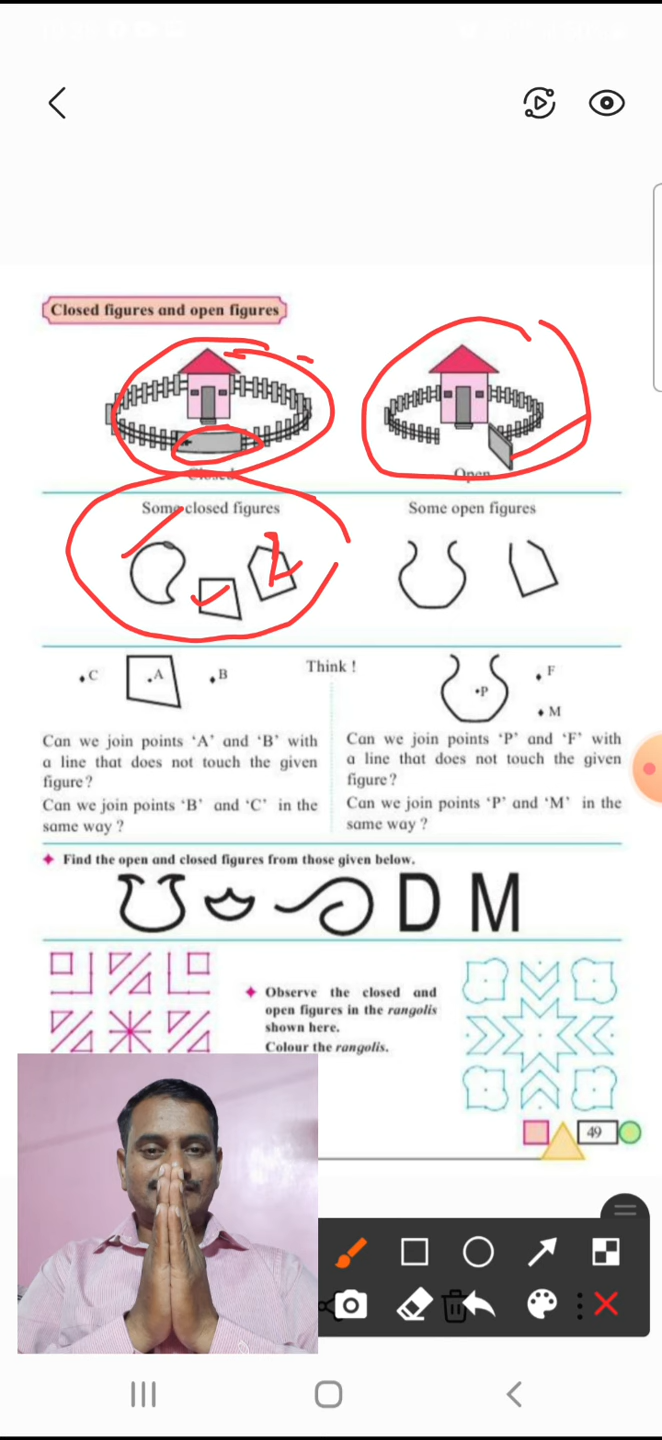 Closed figures and open figures
Closed
Open
Some closed figures
Some open figures
C
A
B
Think !
P
F
M
Can we join points 'A' and 'B' with
a line that does not touch the given
figure ?
Can we join points 'B' and 'C' in the
same way ?
Can we join points 'P' and 'F' with
a line that does not touch the given
figure?
Can we join points 'P' and 'M' in the
same way ?
Find the open and closed figures from those given below.
D M
Observe the closed and
open figures in the rangolis
shown here.
Colour the rangolis.
49